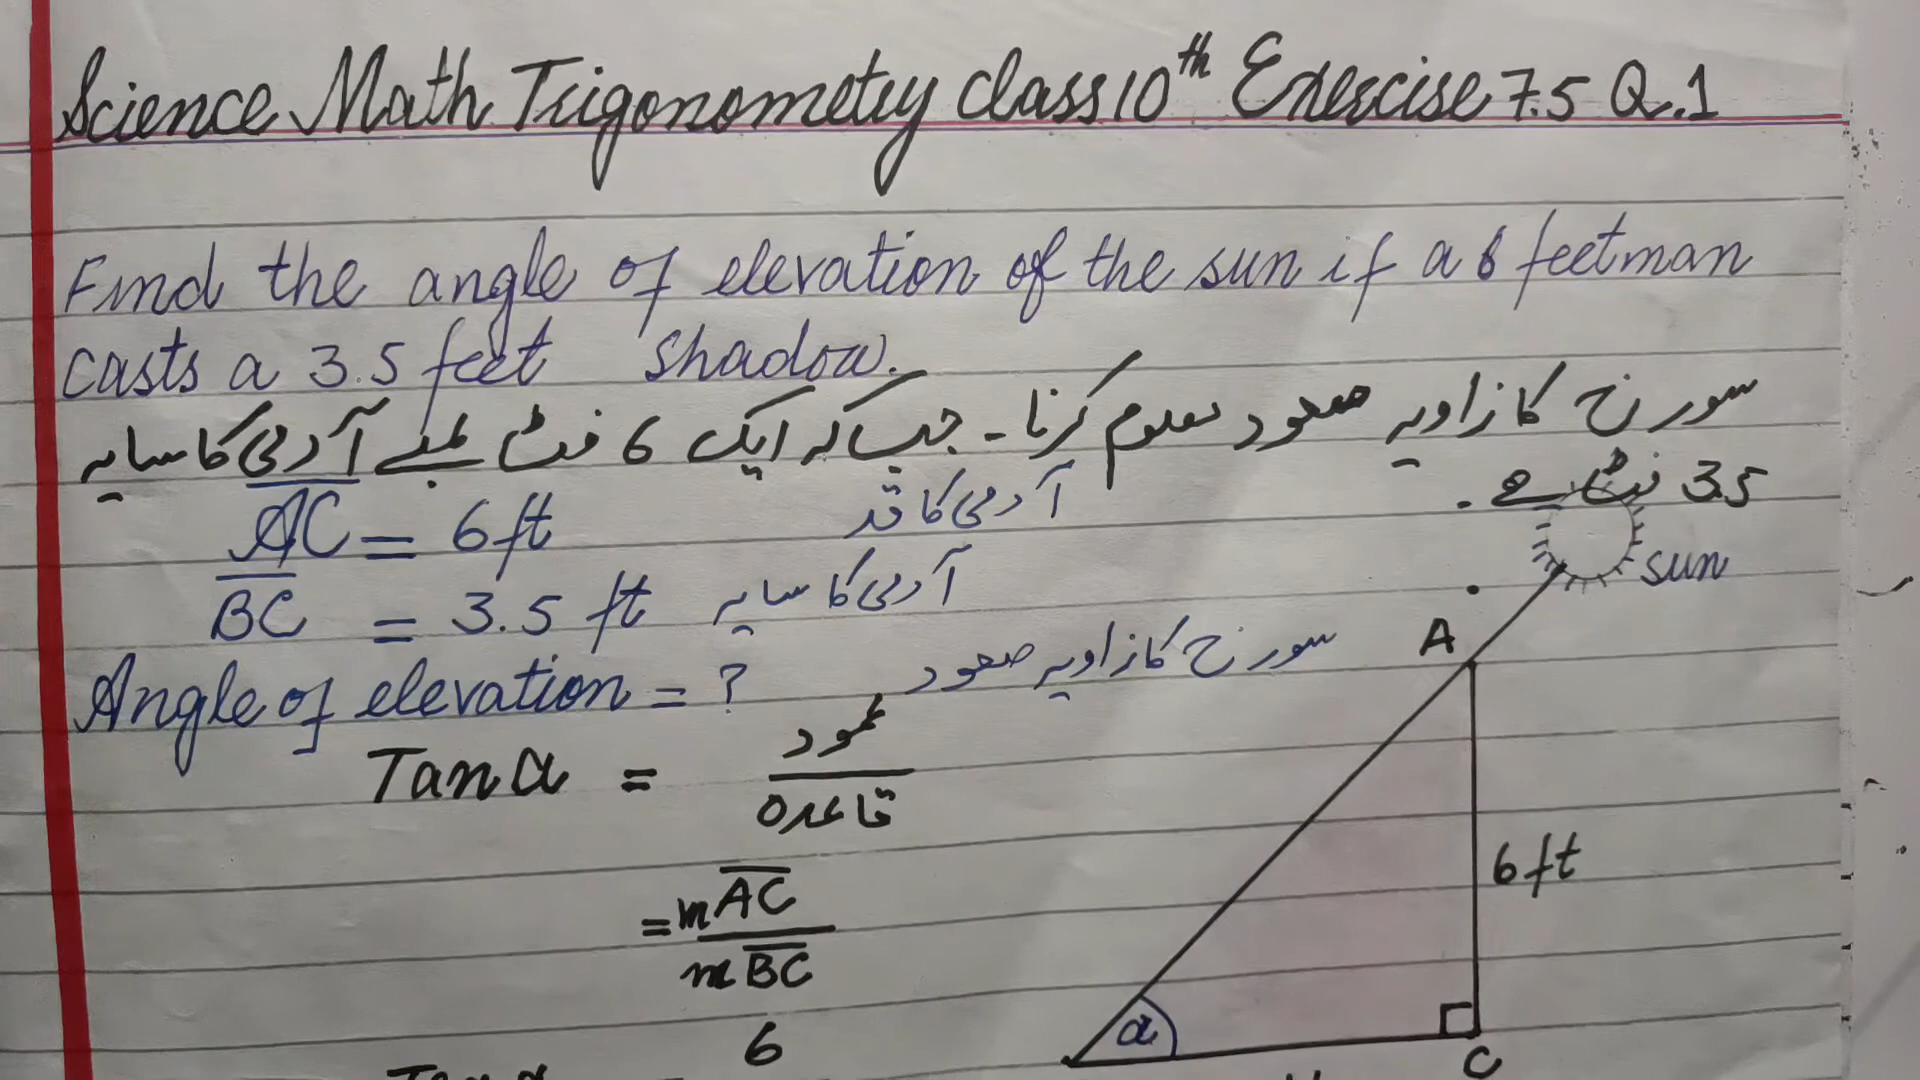 Science Math Trigonometry class 10th Exercise 7.5 Q.1
Find the angle of elevation of the sun if a 6 feet man
casts a 3.5 feet shadow.
سورج کا زاویہ صعود معلوم کرنا۔ جب کہ ایک 6 فٹ لمبے آدمی کا سایہ
3.5 فٹ ہے۔
AC = 6 ft آدمی کا قد
BC = 3.5 ft آدمی کا سایہ
sun
Angle of elevation = ? سورج کا زاویہ صعود
A
Tan α = عمود
قاعدہ
6 ft
= mAC
mBC
α
6
C